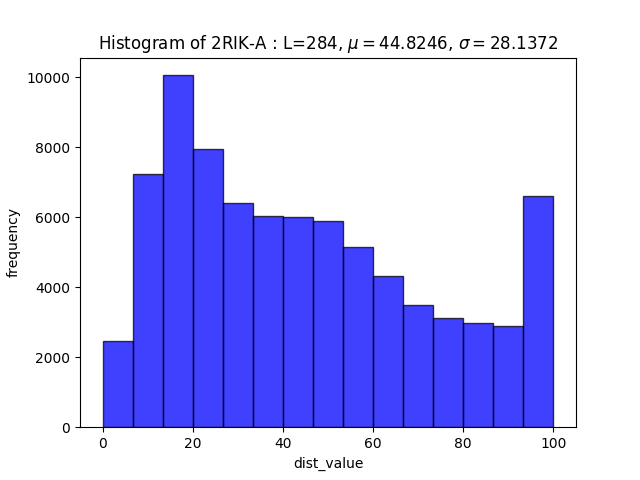 Histogram of 2RIK-A : L=284, μ = 44.8246, σ = 28.1372
frequency
10000
8000
6000
4000
2000
0
0 20 40 60 80 100
dist_value